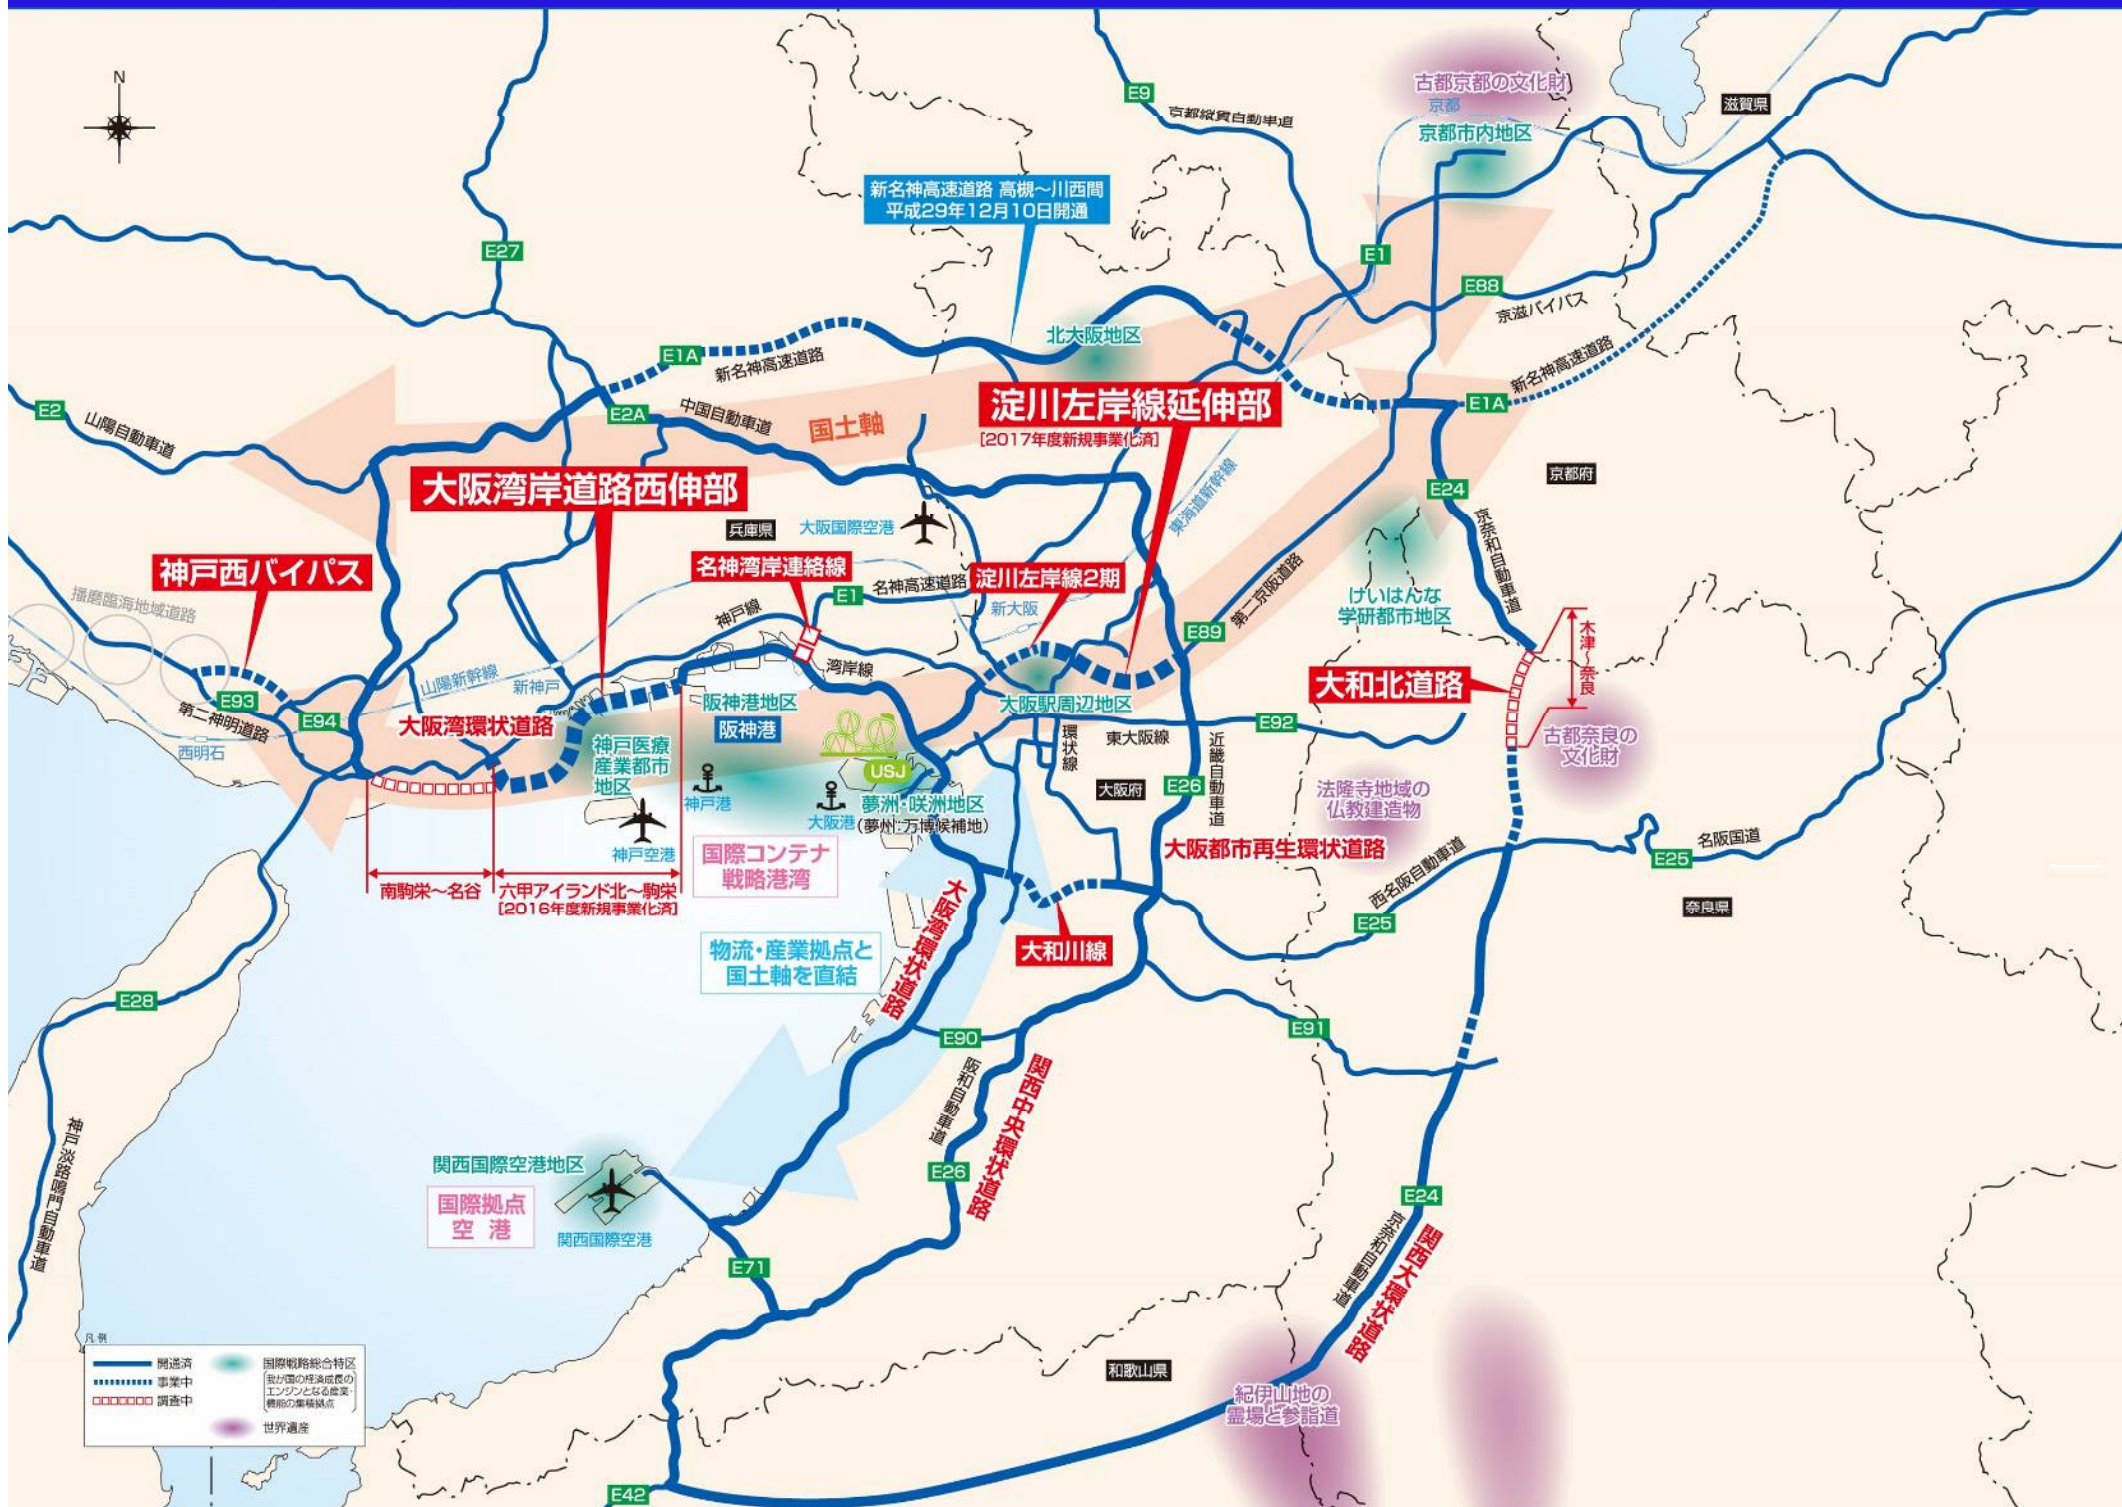 N
E9
京都縦貫自動車道
古都京都の文化財
京都
京都市内地区
滋賀県
新名神高速道路 高槻～川西間
平成29年12月10日開通
E27
E1
E88
京滋バイパス
北大阪地区
E1A
新名神高速道路
新名神高速道路
E1A
E2
山陽自動車道
E2A
中国自動車道
国土軸
淀川左岸線延伸部
[2017年度新規事業化済]
東海道新幹線
大阪湾岸道路西伸部
兵庫県
大阪国際空港
E24
京都府
京奈和自動車道
神戸西バイパス
播磨臨海地域道路
名神湾岸連絡線
E1
名神高速道路
淀川左岸線2期
新大阪
神戸線
第二京阪道路
E89
けいはんな
学研都市地区
木津～奈良
山陽新幹線
新神戸
湾岸線
大和北道路
E93
第二神明道路
E94
西明石
大阪湾環状道路
阪神港地区
阪神港
大阪駅周辺地区
環状線
東大阪線
E92
近畿自動車道
古都奈良の
文化財
神戸医療
産業都市
地区
USJ
神戸港
大阪港
夢洲・咲洲地区
(夢州:万博候補地)
大阪府
E26
法隆寺地域の
仏教建造物
神戸空港
国際コンテナ
戦略港湾
大阪都市再生環状道路
西名阪自動車道
名阪国道
E25
E25
奈良県
南駒栄～名谷
六甲アイランド北～駒栄
[2016年度新規事業化済]
大阪湾環状道路
大和川線
物流・産業拠点と
国土軸を直結
E28
E90
E91
阪和自動車道
関西中央環状道路
神戸淡路鳴門自動車道
関西国際空港地区
国際拠点
空 港
関西国際空港
E26
E24
京奈和自動車道
関西大環状道路
E71
和歌山県
紀伊山地の
霊場と参詣道
E42
凡例
開通済
事業中
調査中
国際戦略総合特区
我が国の経済成長の
エンジンとなる産業・
機能の集積拠点
世界遺産